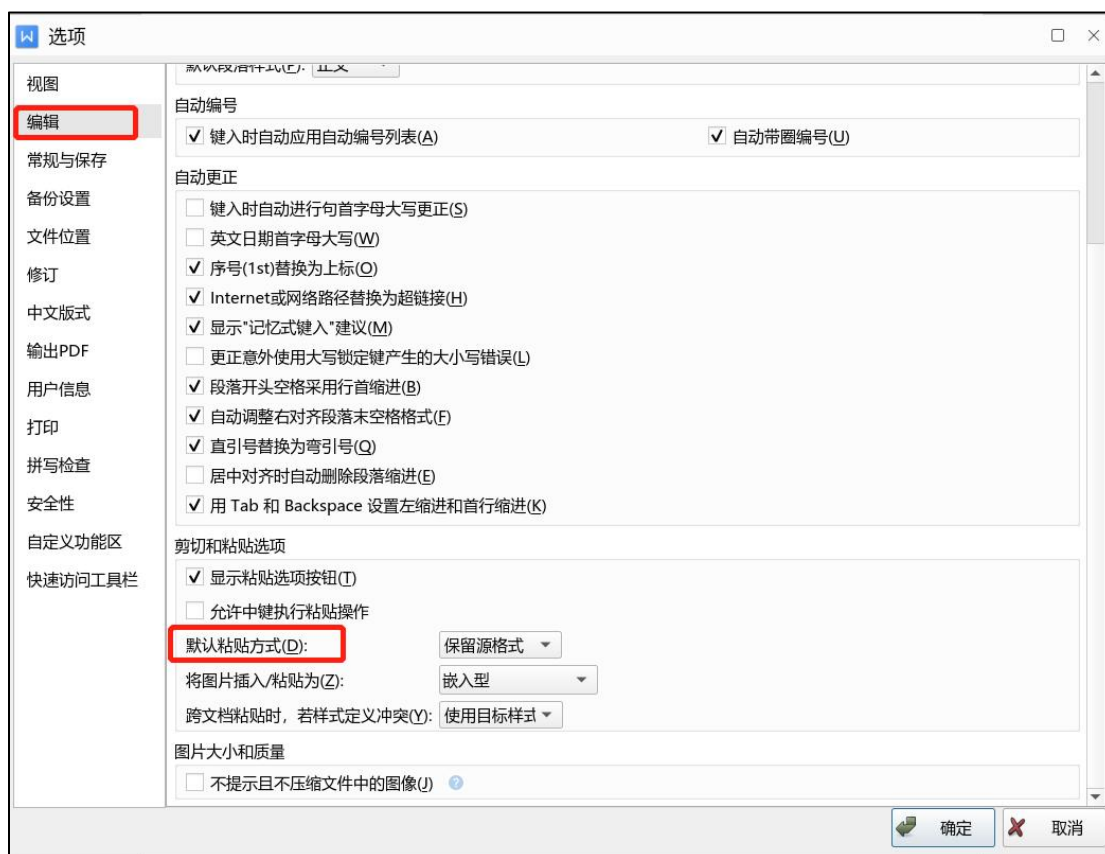 选项
视图
编辑
常规与保存
备份设置
文件位置
修订
中文版式
输出PDF
用户信息
打印
拼写检查
安全性
自定义功能区
快速访问工具栏
默认段落样式(F): 正文
自动编号
键入时自动应用自动编号列表(A) 自动带圈编号(U)
自动更正
键入时自动进行句首字母大写更正(S)
英文日期首字母大写(W)
序号(1st)替换为上标(O)
Internet或网络路径替换为超链接(H)
显示"记忆式键入"建议(M)
更正意外使用大写锁定键产生的大小写错误(L)
段落开头空格采用行首缩进(B)
自动调整右对齐段落末空格格式(F)
直引号替换为弯引号(Q)
居中对齐时自动删除段落缩进(E)
用 Tab 和 Backspace 设置左缩进和首行缩进(K)
剪切和粘贴选项
显示粘贴选项按钮(T)
允许中键执行粘贴操作
默认粘贴方式(D): 保留源格式
将图片插入/粘贴为(Z): 嵌入型
跨文档粘贴时，若样式定义冲突(Y): 使用目标样式
图片大小和质量
不提示且不压缩文件中的图像(J) ?
确定 取消